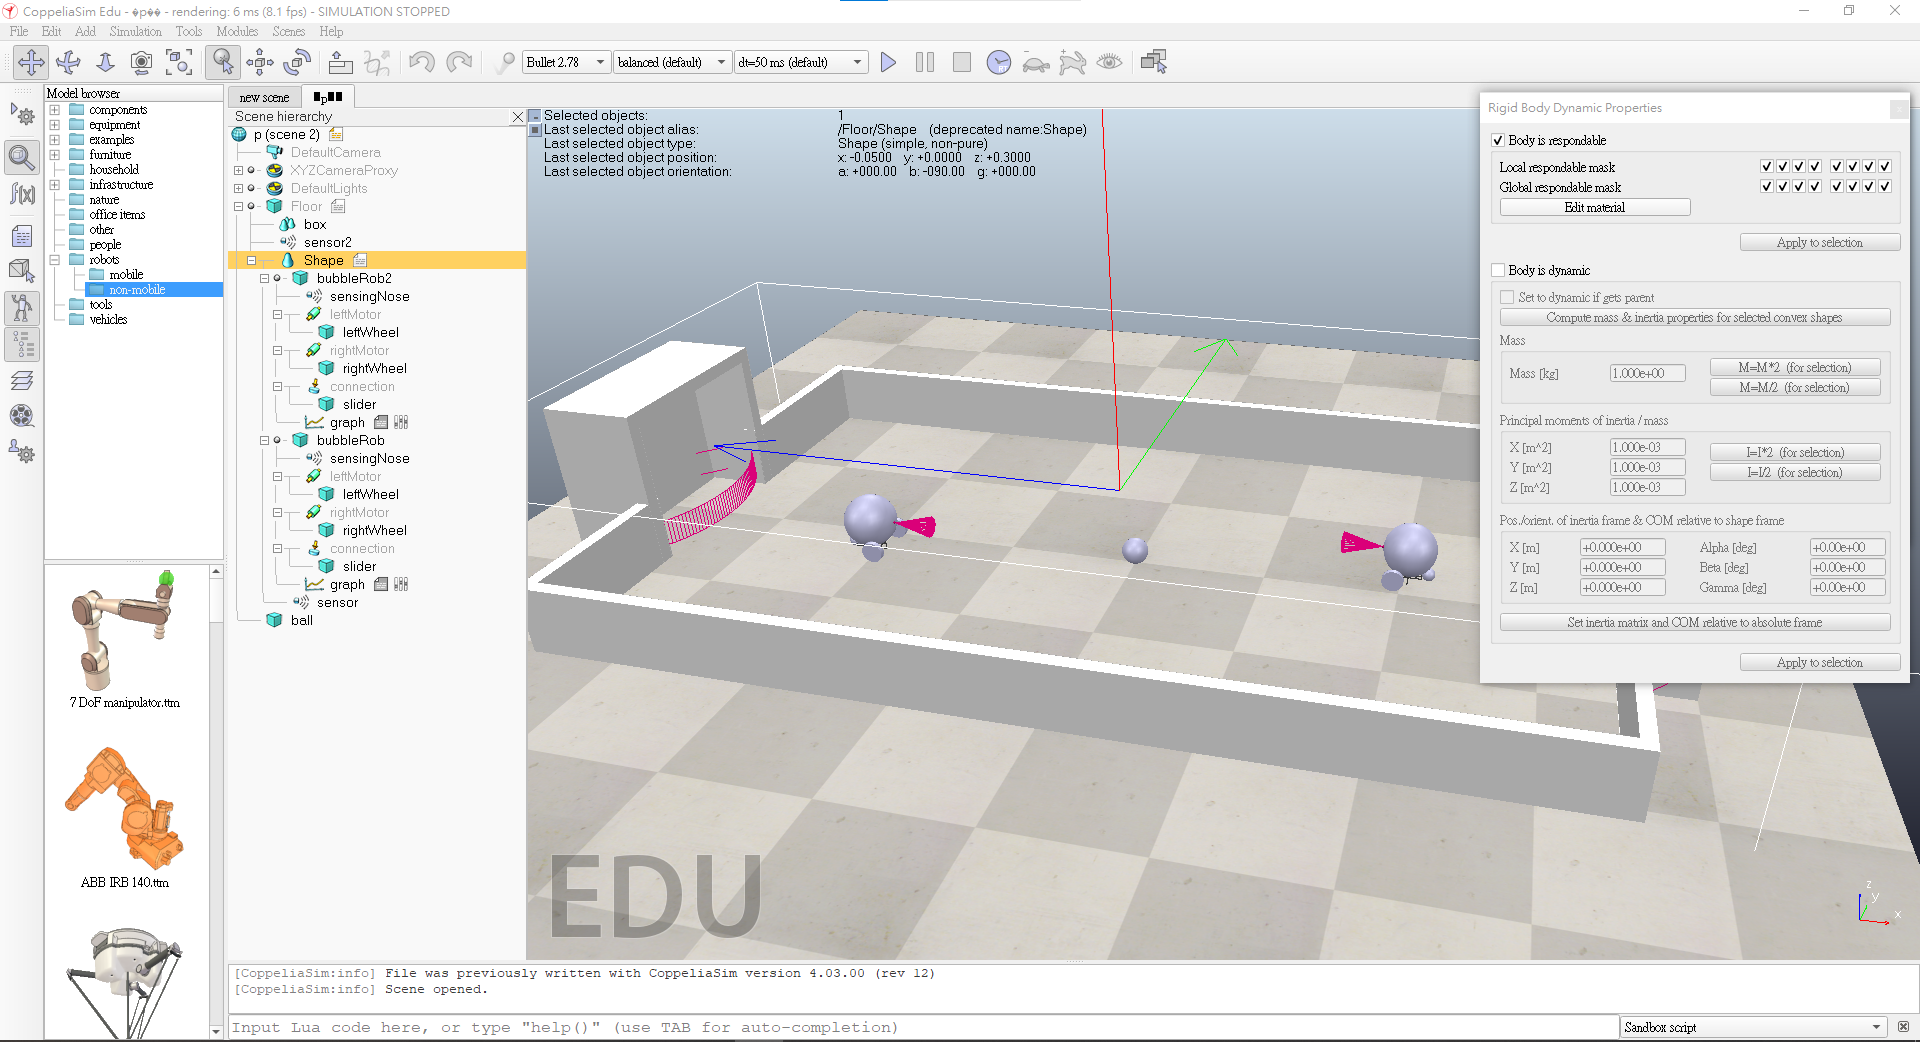 CoppeliaSim Edu - �p�� - rendering: 6 ms (8.1 fps) - SIMULATION STOPPED
File Edit Add Simulation Tools Modules Scenes Help
Bullet 2.78 balanced (default) dt=50 ms (default)
Model browser
components
equipment
examples
furniture
household
infrastructure
nature
office items
other
people
robots
mobile
non-mobile
tools
vehicles
7 DoF manipulator.ttm
ABB IRB 140.ttm
f(x)
new scene
Scene hierarchy
p (scene 2)
DefaultCamera
XYZCameraProxy
DefaultLights
Floor
box
sensor2
Shape
bubbleRob2
sensingNose
leftMotor
leftWheel
rightMotor
rightWheel
connection
slider
graph
bubbleRob
sensingNose
leftMotor
leftWheel
rightMotor
rightWheel
connection
slider
graph
sensor
ball
Selected objects: 1
Last selected object alias: /Floor/Shape (deprecated name:Shape)
Last selected object type: Shape (simple, non-pure)
Last selected object position: x: -0.0500 y: +0.0000 z: +0.3000
Last selected object orientation: a: +000.00 b: -090.00 g: +000.00
EDU
z
y
x
Rigid Body Dynamic Properties
Body is respondable
Local respondable mask
Global respondable mask
Edit material
Apply to selection
Body is dynamic
Set to dynamic if gets parent
Compute mass & inertia properties for selected convex shapes
Mass
Mass [kg] 1.000e+00 M=M*2 (for selection)
M=M/2 (for selection)
Principal moments of inertia / mass
X [m^2] 1.000e-03 I=I*2 (for selection)
Y [m^2] 1.000e-03 I=I/2 (for selection)
Z [m^2] 1.000e-03
Pos./orient. of inertia frame & COM relative to shape frame
X [m] +0.000e+00 Alpha [deg] +0.00e+00
Y [m] +0.000e+00 Beta [deg] +0.00e+00
Z [m] +0.000e+00 Gamma [deg] +0.00e+00
Set inertia matrix and COM relative to absolute frame
Apply to selection
[CoppeliaSim:info] File was previously written with CoppeliaSim version 4.03.00 (rev 12)
[CoppeliaSim:info] Scene opened.
Input Lua code here, or type "help()" (use TAB for auto-completion)
Sandbox script